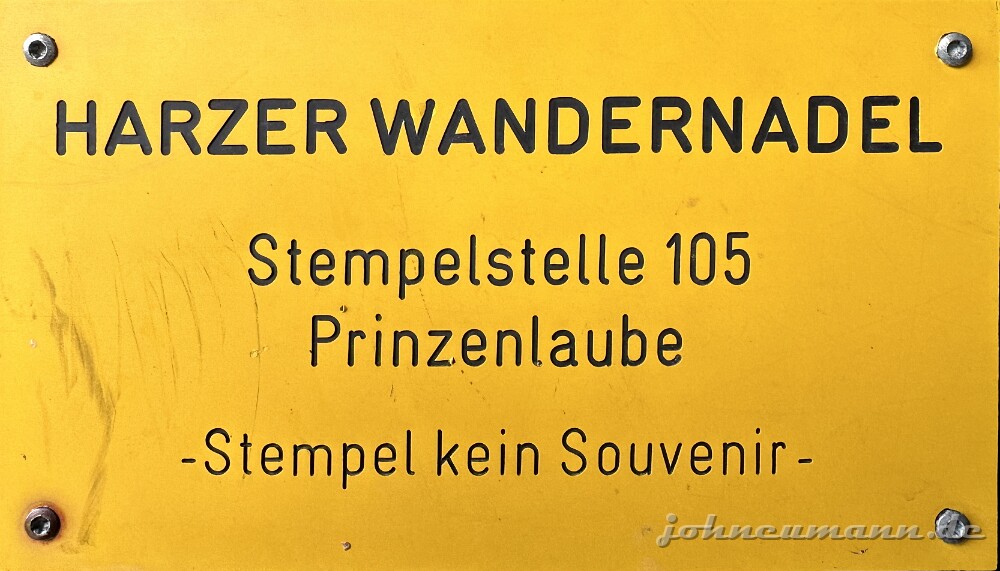 HARZER WANDERNADEL
Stempelstelle 105
Prinzenlaube
-Stempel kein Souvenir-
johneumann.de